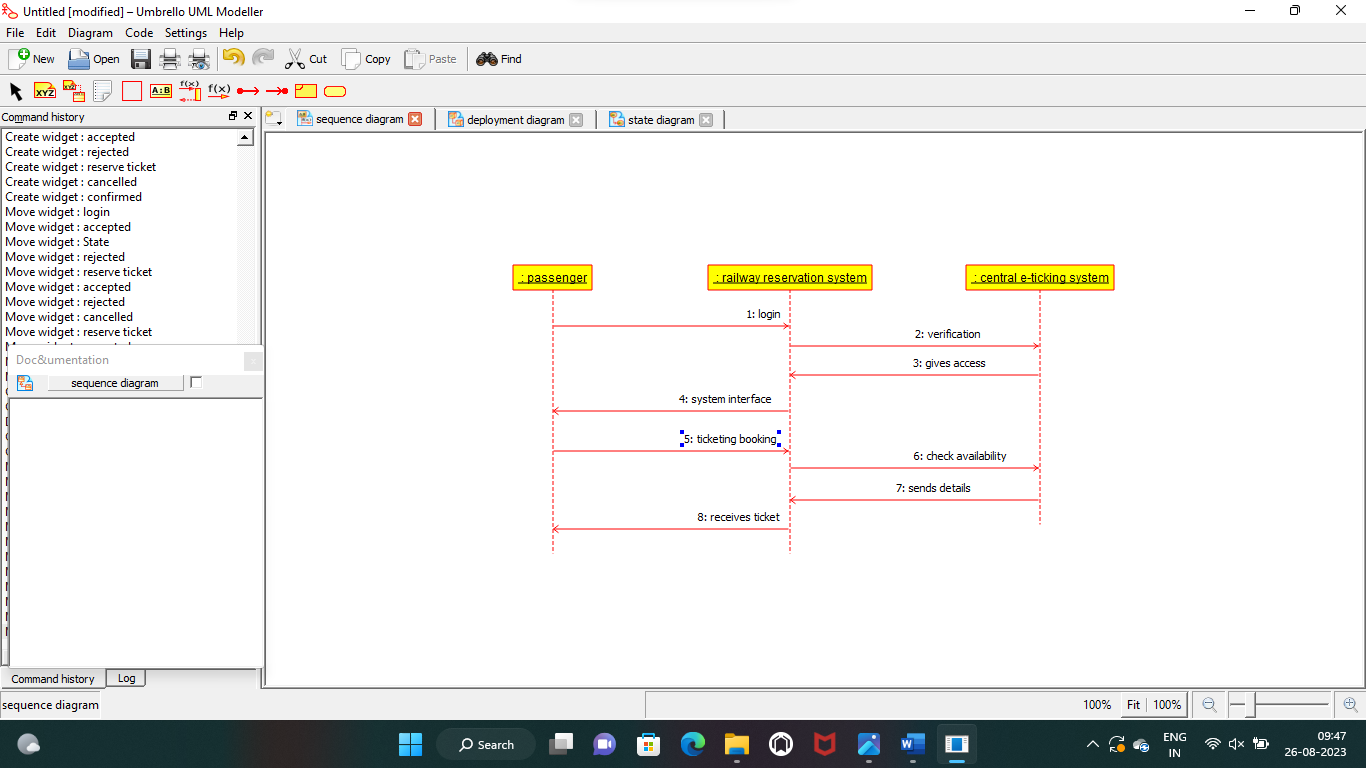 Untitled [modified] – Umbrello UML Modeller
File Edit Diagram Code Settings Help
New Open Cut Copy Paste Find
XYZ XYZ A:B f(x) f(x)
Command history
sequence diagram deployment diagram state diagram
Create widget : accepted
Create widget : rejected
Create widget : reserve ticket
Create widget : cancelled
Create widget : confirmed
Move widget : login
Move widget : accepted
Move widget : State
Move widget : rejected
Move widget : reserve ticket
Move widget : accepted
Move widget : rejected
Move widget : cancelled
Move widget : reserve ticket
Doc&umentation
sequence diagram
: passenger
: railway reservation system
: central e-ticking system
1: login
2: verification
3: gives access
4: system interface
5: ticketing booking
6: check availability
7: sends details
8: receives ticket
Command history Log
sequence diagram
100% Fit 100%
Search
ENG
IN
09:47
26-08-2023